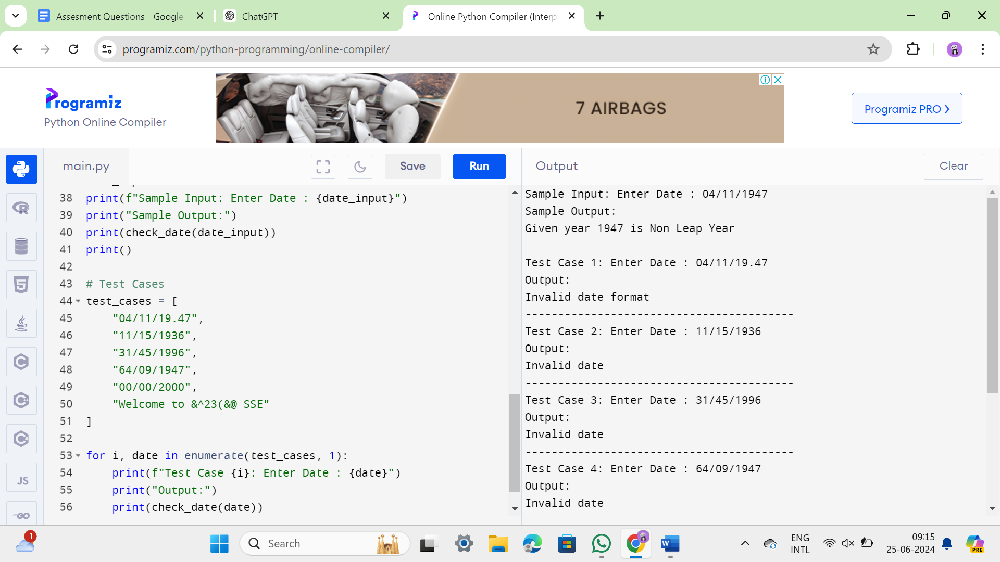 Assesment Questions - Google
ChatGPT
Online Python Compiler (Interp
programiz.com/python-programming/online-compiler/
Programiz
Python Online Compiler
7 AIRBAGS
Programiz PRO
main.py
Save
Run
Output
Clear
38 print(f"Sample Input: Enter Date : {date_input}")
39 print("Sample Output:")
40 print(check_date(date_input))
41 print()
42
43 # Test Cases
44 test_cases = [
45 "04/11/19.47",
46 "11/15/1936",
47 "31/45/1996",
48 "64/09/1947",
49 "00/00/2000",
50 "Welcome to &^23(&@ SSE"
51 ]
52
53 for i, date in enumerate(test_cases, 1):
54 print(f"Test Case {i}: Enter Date : {date}")
55 print("Output:")
56 print(check_date(date))
Sample Input: Enter Date : 04/11/1947
Sample Output:
Given year 1947 is Non Leap Year
Test Case 1: Enter Date : 04/11/19.47
Output:
Invalid date format
-----------------------------------------
Test Case 2: Enter Date : 11/15/1936
Output:
Invalid date
-----------------------------------------
Test Case 3: Enter Date : 31/45/1996
Output:
Invalid date
-----------------------------------------
Test Case 4: Enter Date : 64/09/1947
Output:
Invalid date
R
5
C
C
C#
JS
GO
1
Search
W
ENG
INTL
09:15
25-06-2024
PRE